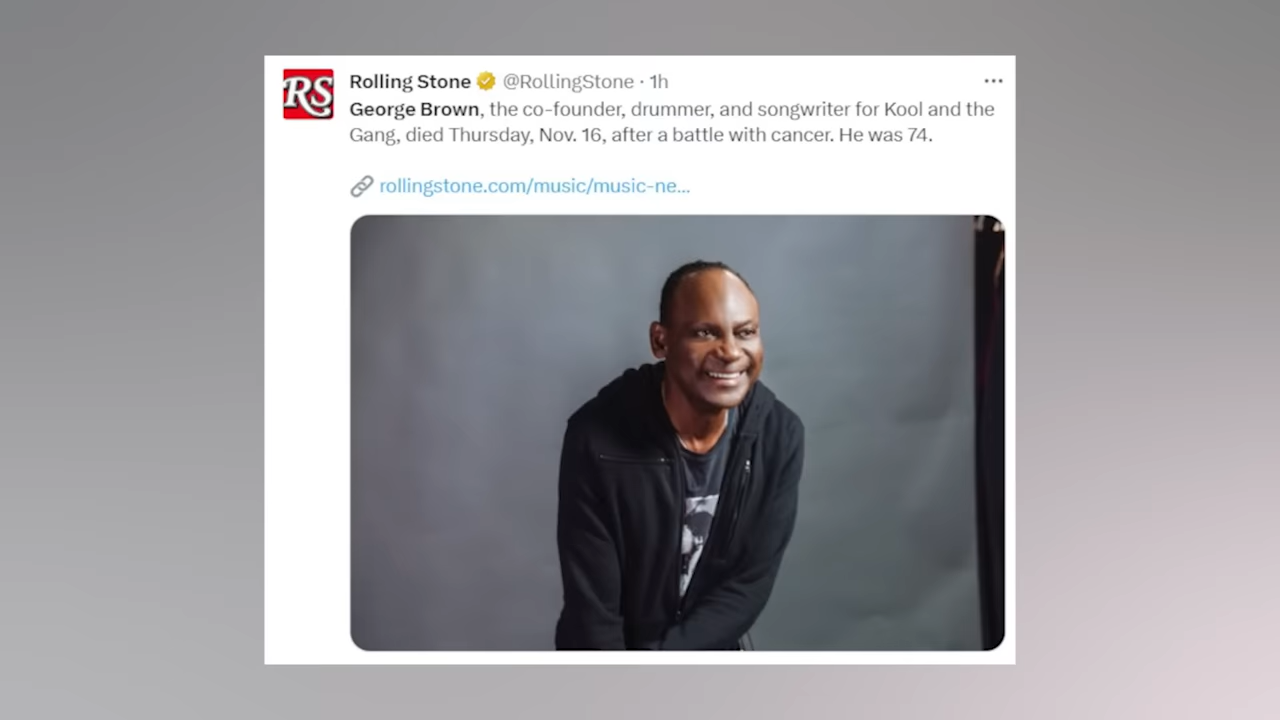 RS
Rolling Stone @RollingStone · 1h
George Brown, the co-founder, drummer, and songwriter for Kool and the
Gang, died Thursday, Nov. 16, after a battle with cancer. He was 74.
rollingstone.com/music/music-ne...